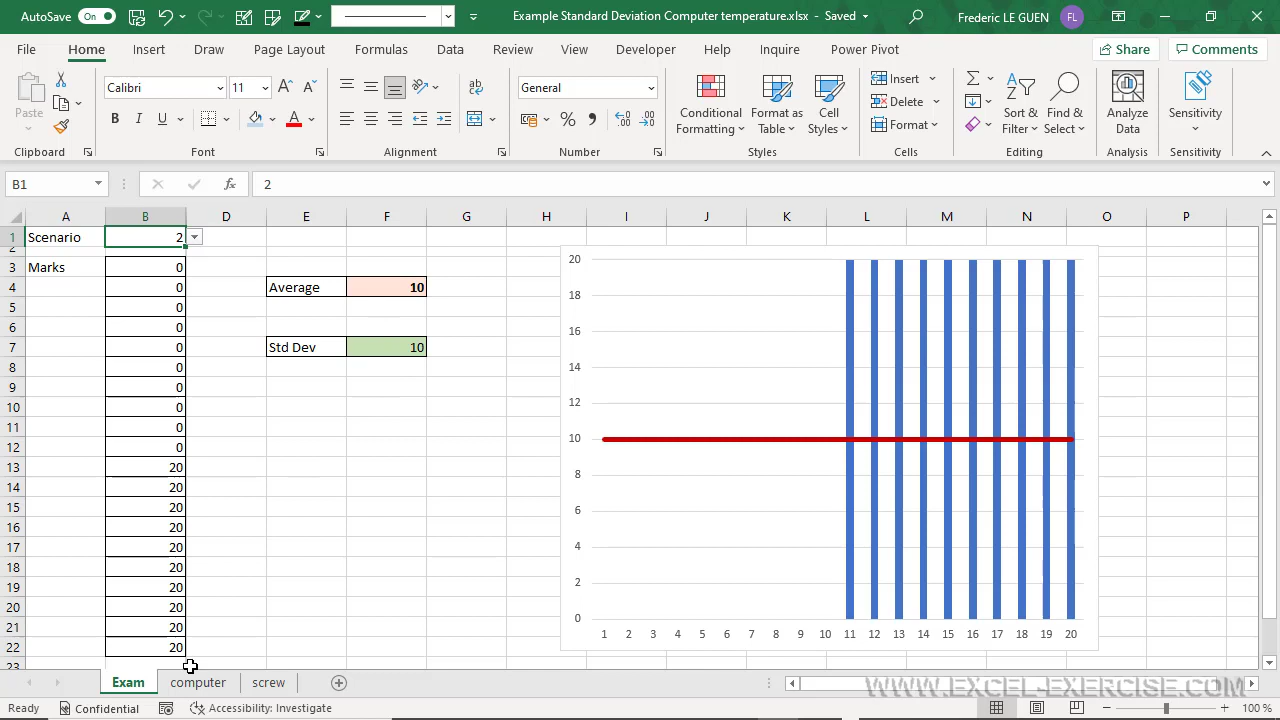 AutoSave On Example Standard Deviation Computer temperature.xlsx - Saved Frederic LE GUEN FL
File Home Insert Draw Page Layout Formulas Data Review View Developer Help Inquire Power Pivot Share Comments
Paste
Clipboard
Calibri 11
B I U A
Font
ab
Alignment
General
% 9
Number
Conditional Formatting
Format as Table
Cell Styles
Styles
Insert
Delete
Format
Cells
Sort & Filter
Find & Select
Editing
Analyze Data
Analysis
Sensitivity
Sensitivity
B1 fx 2
A B D E F G H I J K L M N O P
1 Scenario 2
2
3 Marks 0
4 0 Average 10
5 0
6 0
7 0 Std Dev 10
8 0
9 0
10 0
11 0
12 0
13 20
14 20
15 20
16 20
17 20
18 20
19 20
20 20
21 20
22 20
23
20
18
16
14
12
10
8
6
4
2
0
1 2 3 4 5 6 7 8 9 10 11 12 13 14 15 16 17 18 19 20
Exam computer screw
WWW.EXCEL-EXERCISE.COM
Ready Confidential Accessibility: Investigate 100 %